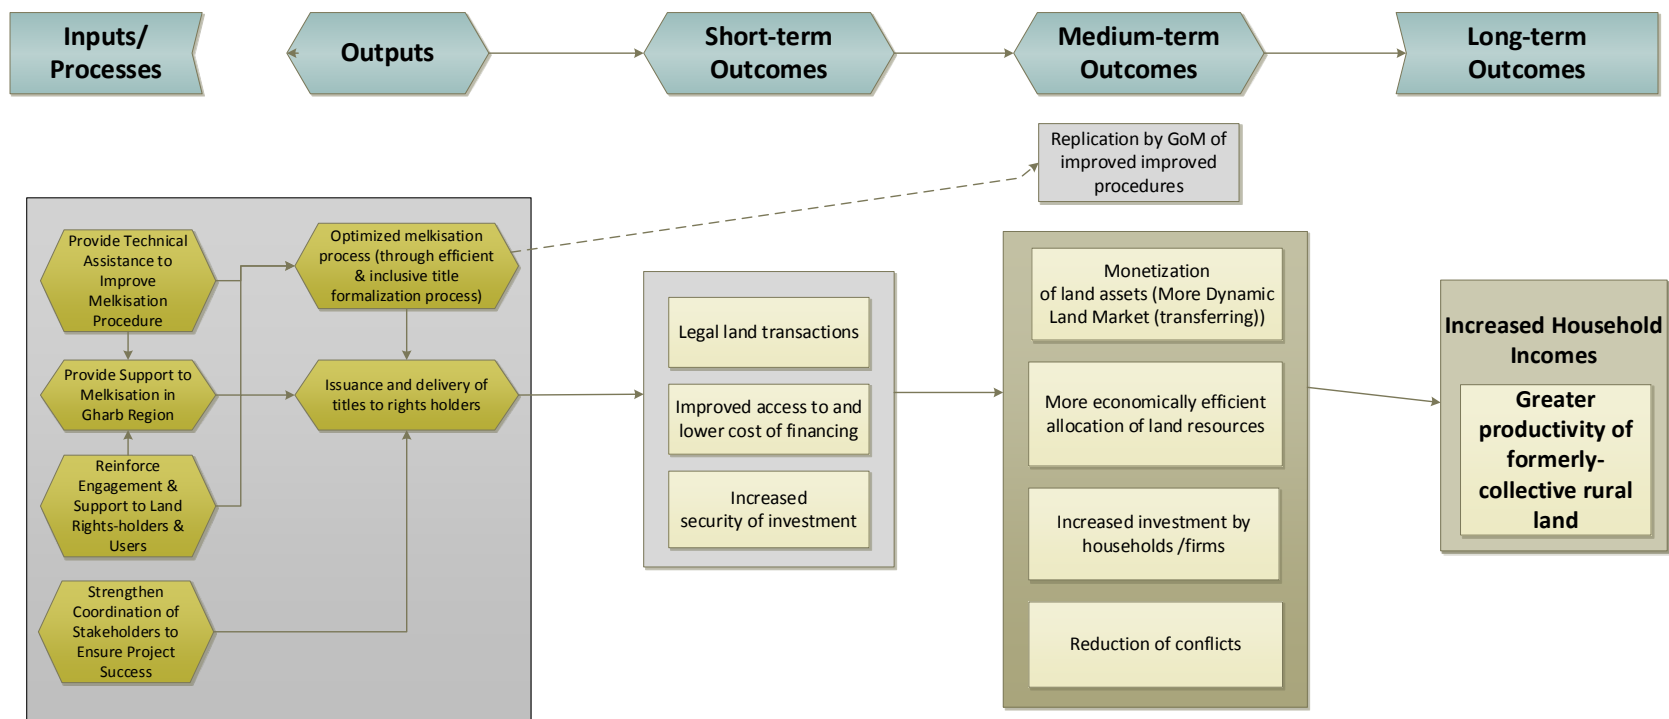 Inputs/
Processes
Outputs
Short-term
Outcomes
Medium-term
Outcomes
Long-term
Outcomes
Replication by GoM of
improved improved
procedures
Provide Technical
Assistance to
Improve
Melkisation
Procedure
Optimized melkisation
process (through efficient
& inclusive title
formalization process)
Provide Support to
Melkisation in
Gharb Region
Issuance and delivery of
titles to rights holders
Reinforce
Engagement &
Support to Land
Rights-holders &
Users
Strengthen
Coordination of
Stakeholders to
Ensure Project
Success
Legal land transactions
Improved access to and
lower cost of financing
Increased
security of investment
Monetization
of land assets (More Dynamic
Land Market (transferring))
More economically efficient
allocation of land resources
Increased investment by
households /firms
Reduction of conflicts
Increased Household
Incomes
Greater
productivity of
formerly-
collective rural
land